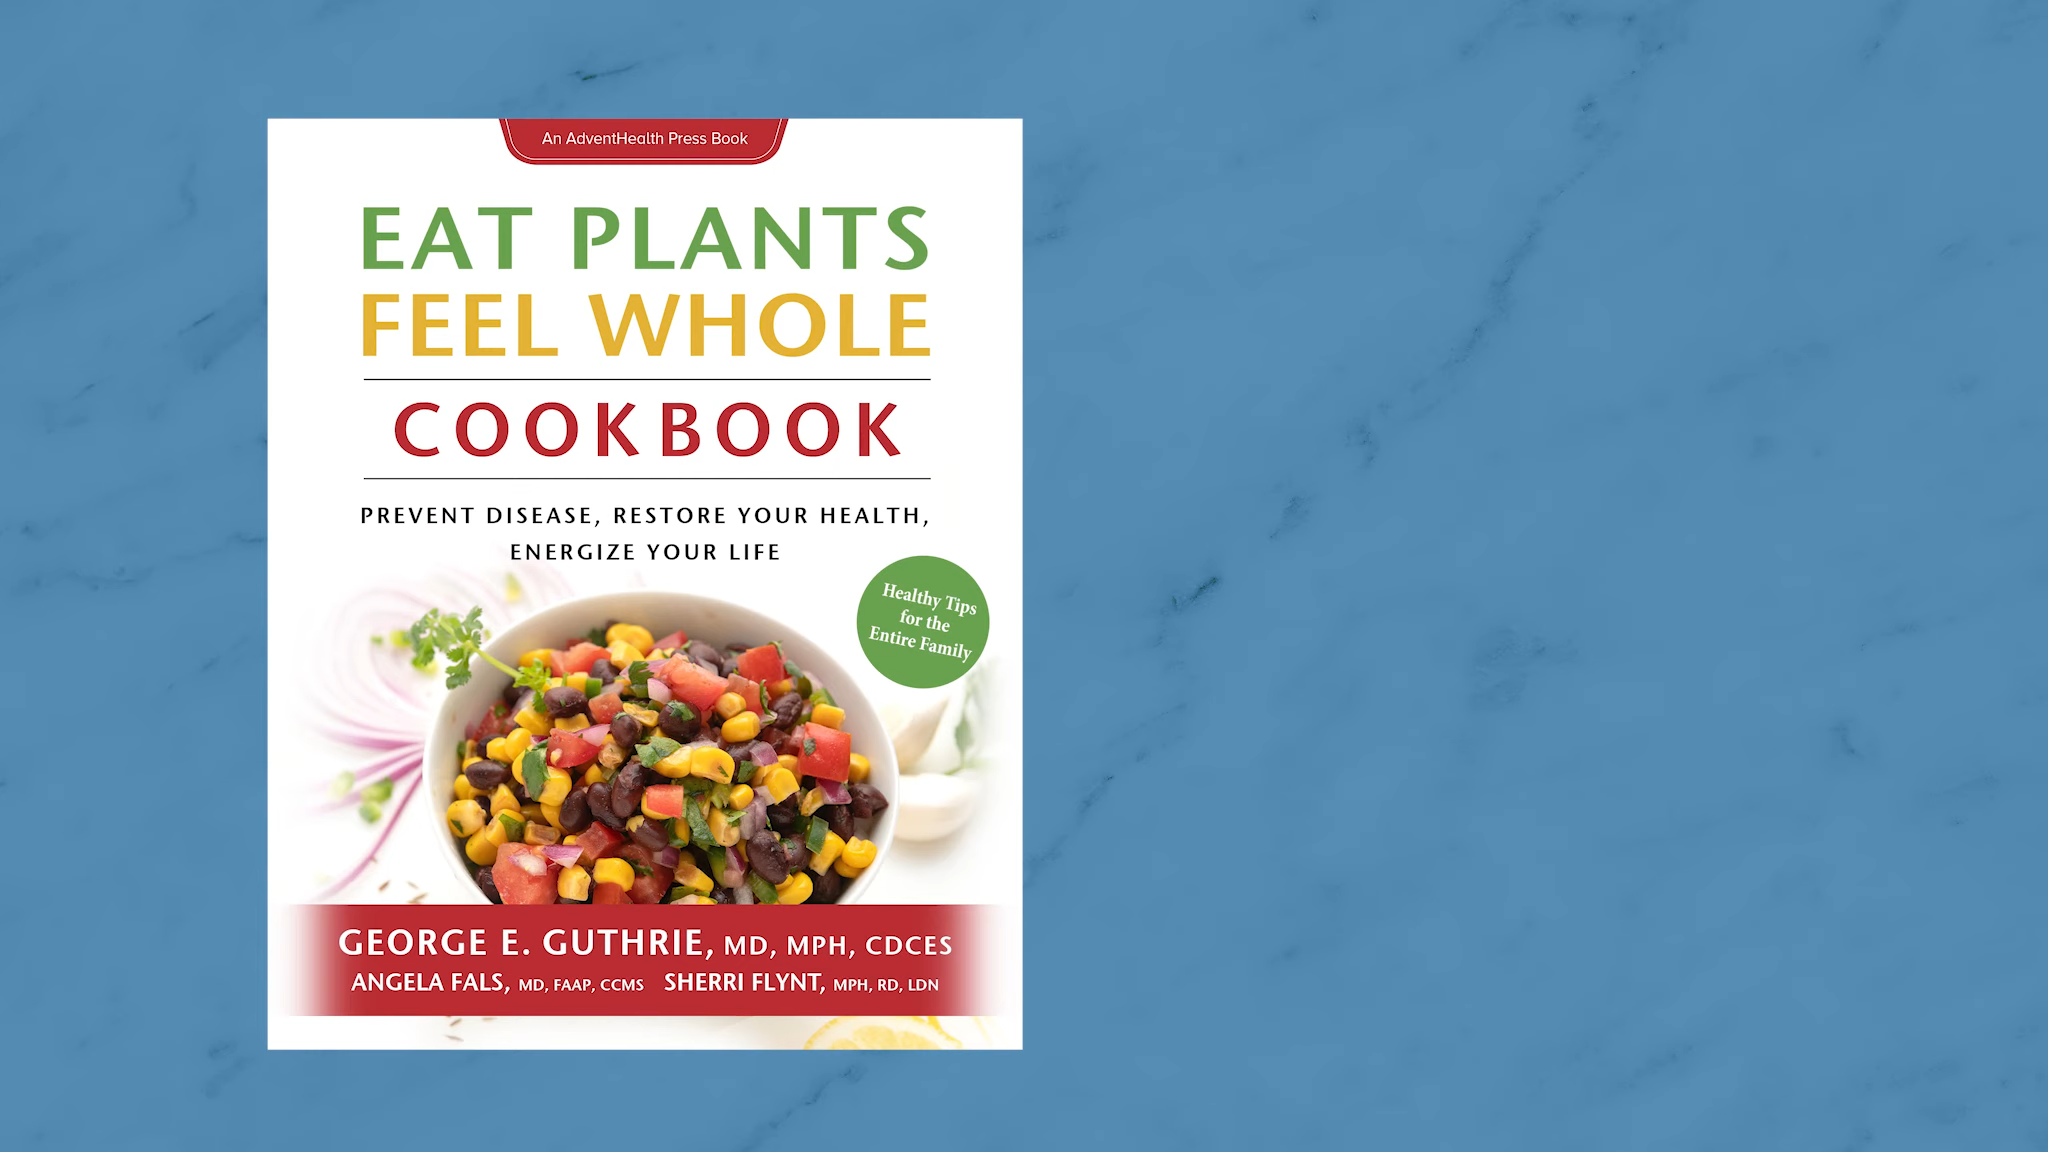 An AdventHealth Press Book
EAT PLANTS
FEEL WHOLE
COOKBOOK
PREVENT DISEASE, RESTORE YOUR HEALTH,
ENERGIZE YOUR LIFE
Healthy Tips
for the
Entire Family
GEORGE E. GUTHRIE, MD, MPH, CDCES
ANGELA FALS, MD, FAAP, CCMS SHERRI FLYNT, MPH, RD, LDN